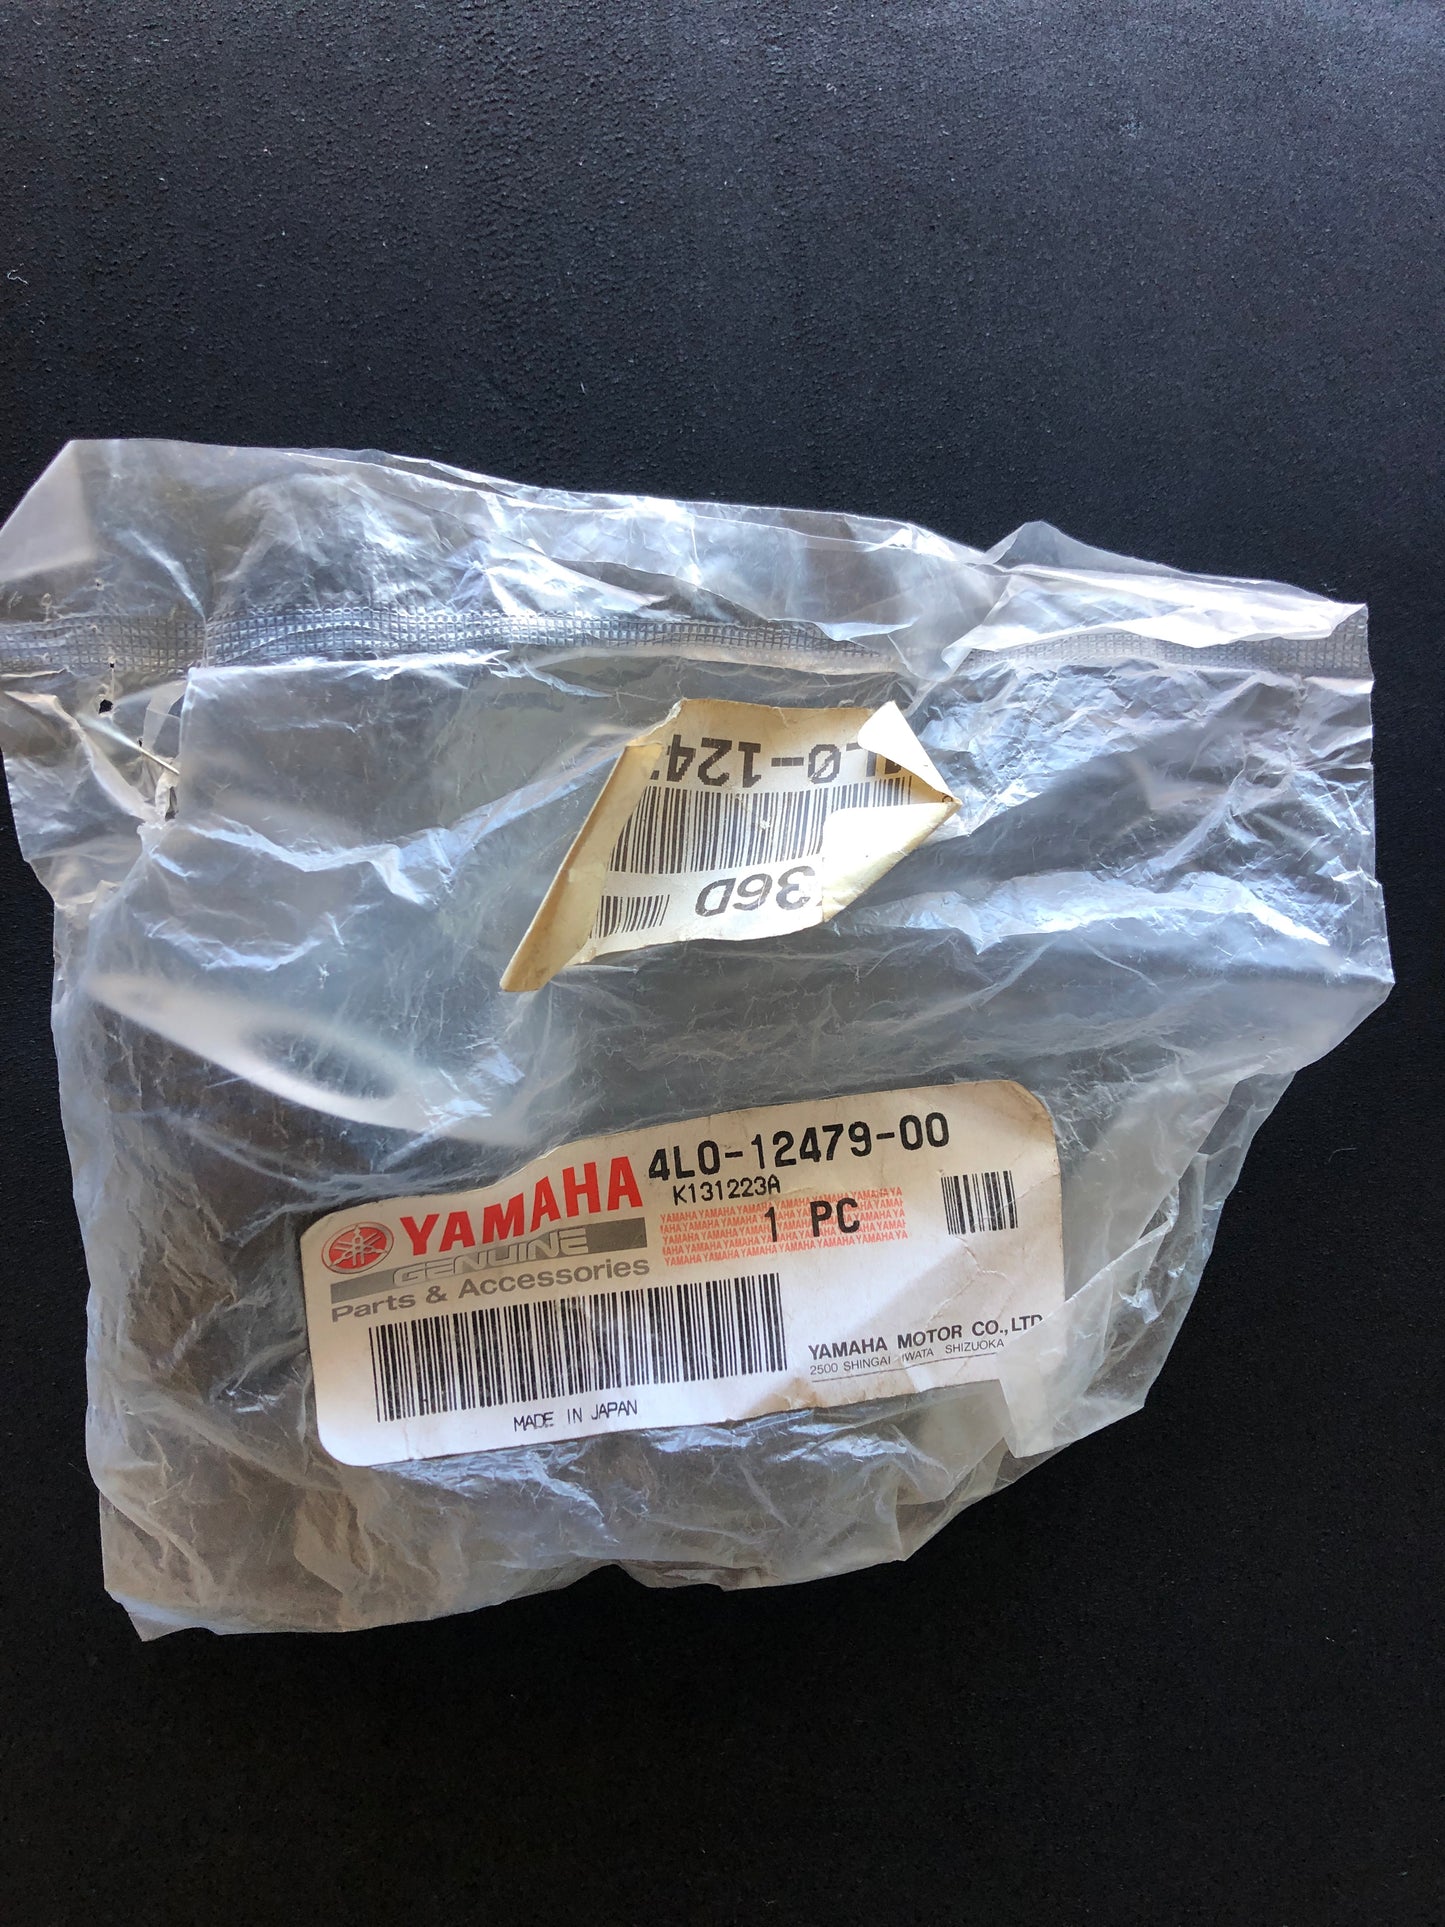 4L0-124
36D
YAMAHA
4L0-12479-00
K131223A
1 PC
GENUINE
Parts & Accessories
YAMAHA MOTOR CO.,LTD
2500 SHINGAI IWATA SHIZUOKA
MADE IN JAPAN